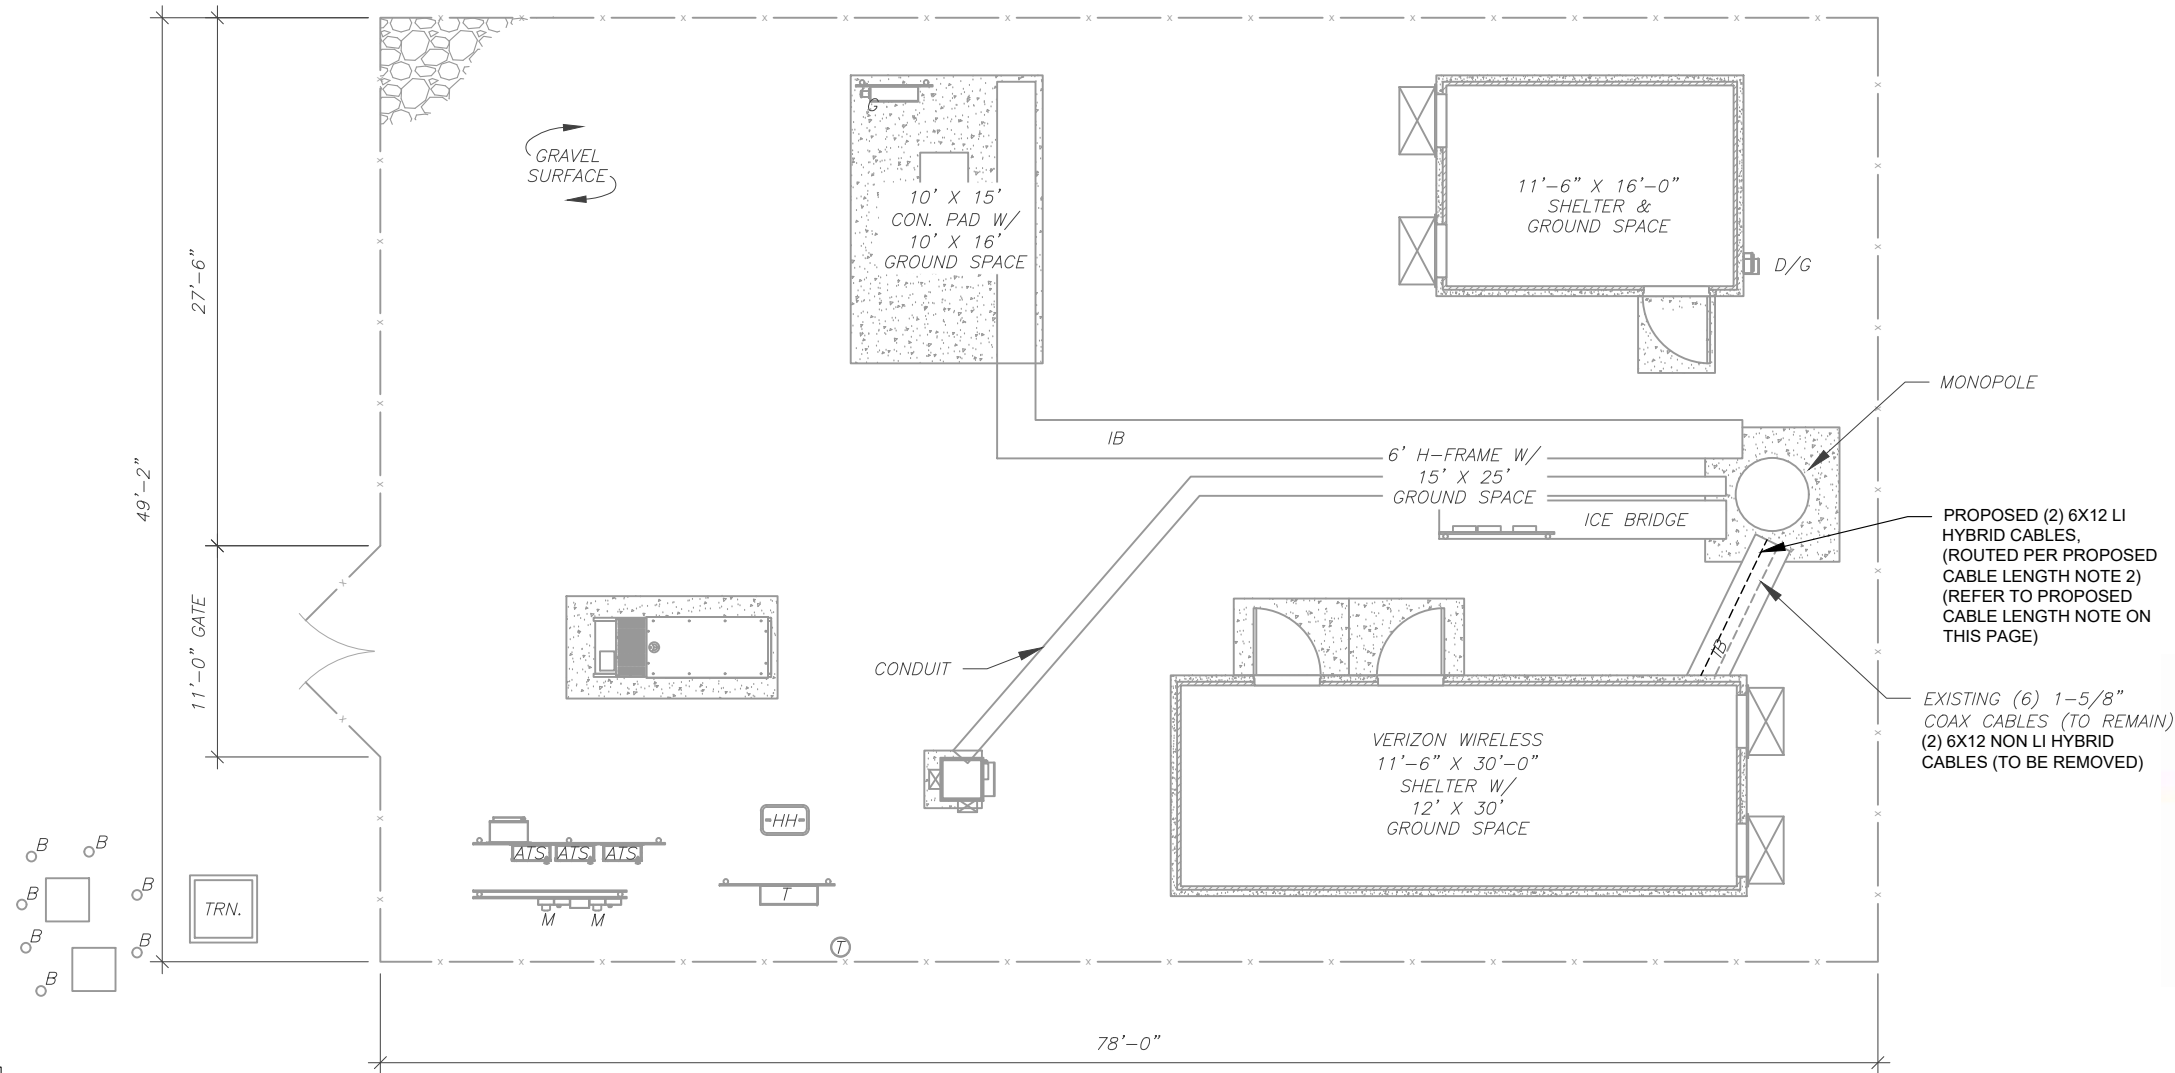 GRAVEL
SURFACE
10' X 15'
CON. PAD W/
10' X 16'
GROUND SPACE
G
11'-6" X 16'-0"
SHELTER &
GROUND SPACE
D/G
27'-6"
49'-2"
11'-0" GATE
MONOPOLE
IB
6' H-FRAME W/
15' X 25'
GROUND SPACE
ICE BRIDGE
PROPOSED (2) 6X12 LI
HYBRID CABLES,
(ROUTED PER PROPOSED
CABLE LENGTH NOTE 2)
(REFER TO PROPOSED
CABLE LENGTH NOTE ON
THIS PAGE)
IB
CONDUIT
EXISTING (6) 1-5/8"
COAX CABLES (TO REMAIN)
(2) 6X12 NON LI HYBRID
CABLES (TO BE REMOVED)
VERIZON WIRELESS
11'-6" X 30'-0"
SHELTER W/
12' X 30'
GROUND SPACE
HH
ATS
ATS
ATS
T
M
M
T
TRN.
B
B
B
B
B
B
B
78'-0"